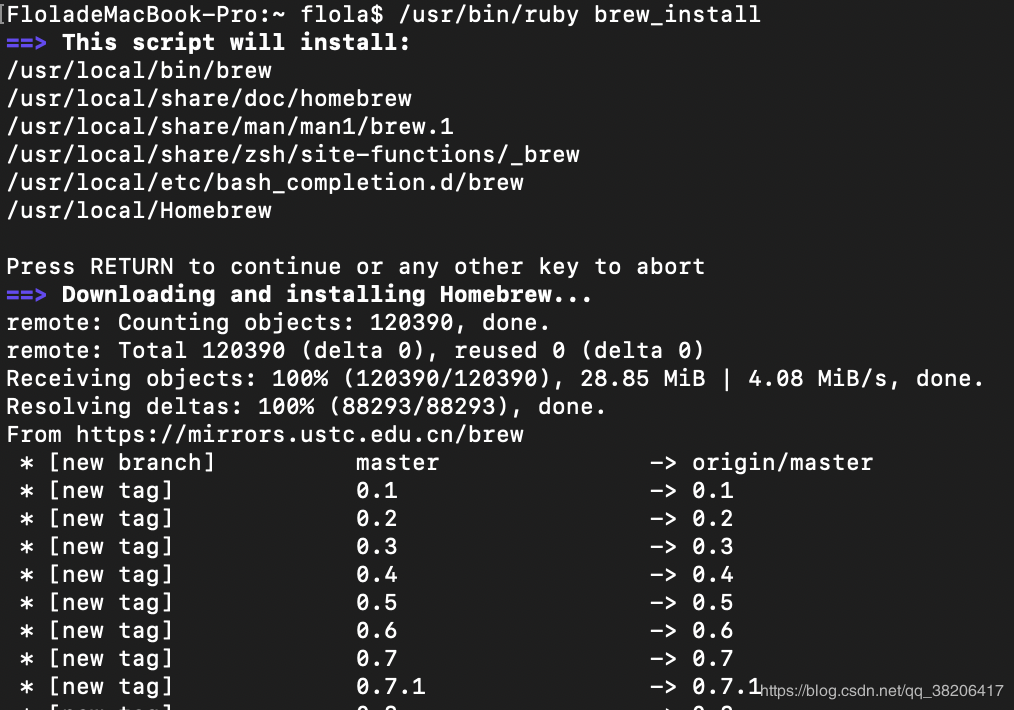 [FloladeMacBook-Pro:~ flola$ /usr/bin/ruby brew_install
==> This script will install:
/usr/local/bin/brew
/usr/local/share/doc/homebrew
/usr/local/share/man/man1/brew.1
/usr/local/share/zsh/site-functions/_brew
/usr/local/etc/bash_completion.d/brew
/usr/local/Homebrew
Press RETURN to continue or any other key to abort
==> Downloading and installing Homebrew...
remote: Counting objects: 120390, done.
remote: Total 120390 (delta 0), reused 0 (delta 0)
Receiving objects: 100% (120390/120390), 28.85 MiB | 4.08 MiB/s, done.
Resolving deltas: 100% (88293/88293), done.
From https://mirrors.ustc.edu.cn/brew
* [new branch] master -> origin/master
* [new tag] 0.1 -> 0.1
* [new tag] 0.2 -> 0.2
* [new tag] 0.3 -> 0.3
* [new tag] 0.4 -> 0.4
* [new tag] 0.5 -> 0.5
* [new tag] 0.6 -> 0.6
* [new tag] 0.7 -> 0.7
* [new tag] 0.7.1 -> 0.7.1
https://blog.csdn.net/qq_38206417